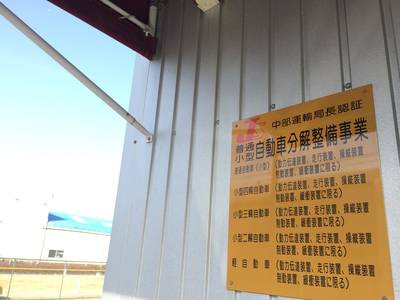 中部運輸局長認証
普通
小型 自動車分解整備事業
普通自動車(小型) (動力伝達装置、走行装置、操縦装置
制動装置、緩衝装置に限る)
小型四輪自動車 (動力伝達装置、走行装置、操縦装置
制動装置、緩衝装置に限る)
小型三輪自動車 (動力伝達装置、走行装置、操縦装置
制動装置、緩衝装置に限る)
小型二輪自動車 (動力伝達装置、走行装置、操縦装置
制動装置、緩衝装置に限る)
軽自動車 (動力伝達装置、走行装置、操縦装置
制動装置、緩衝装置に限る)